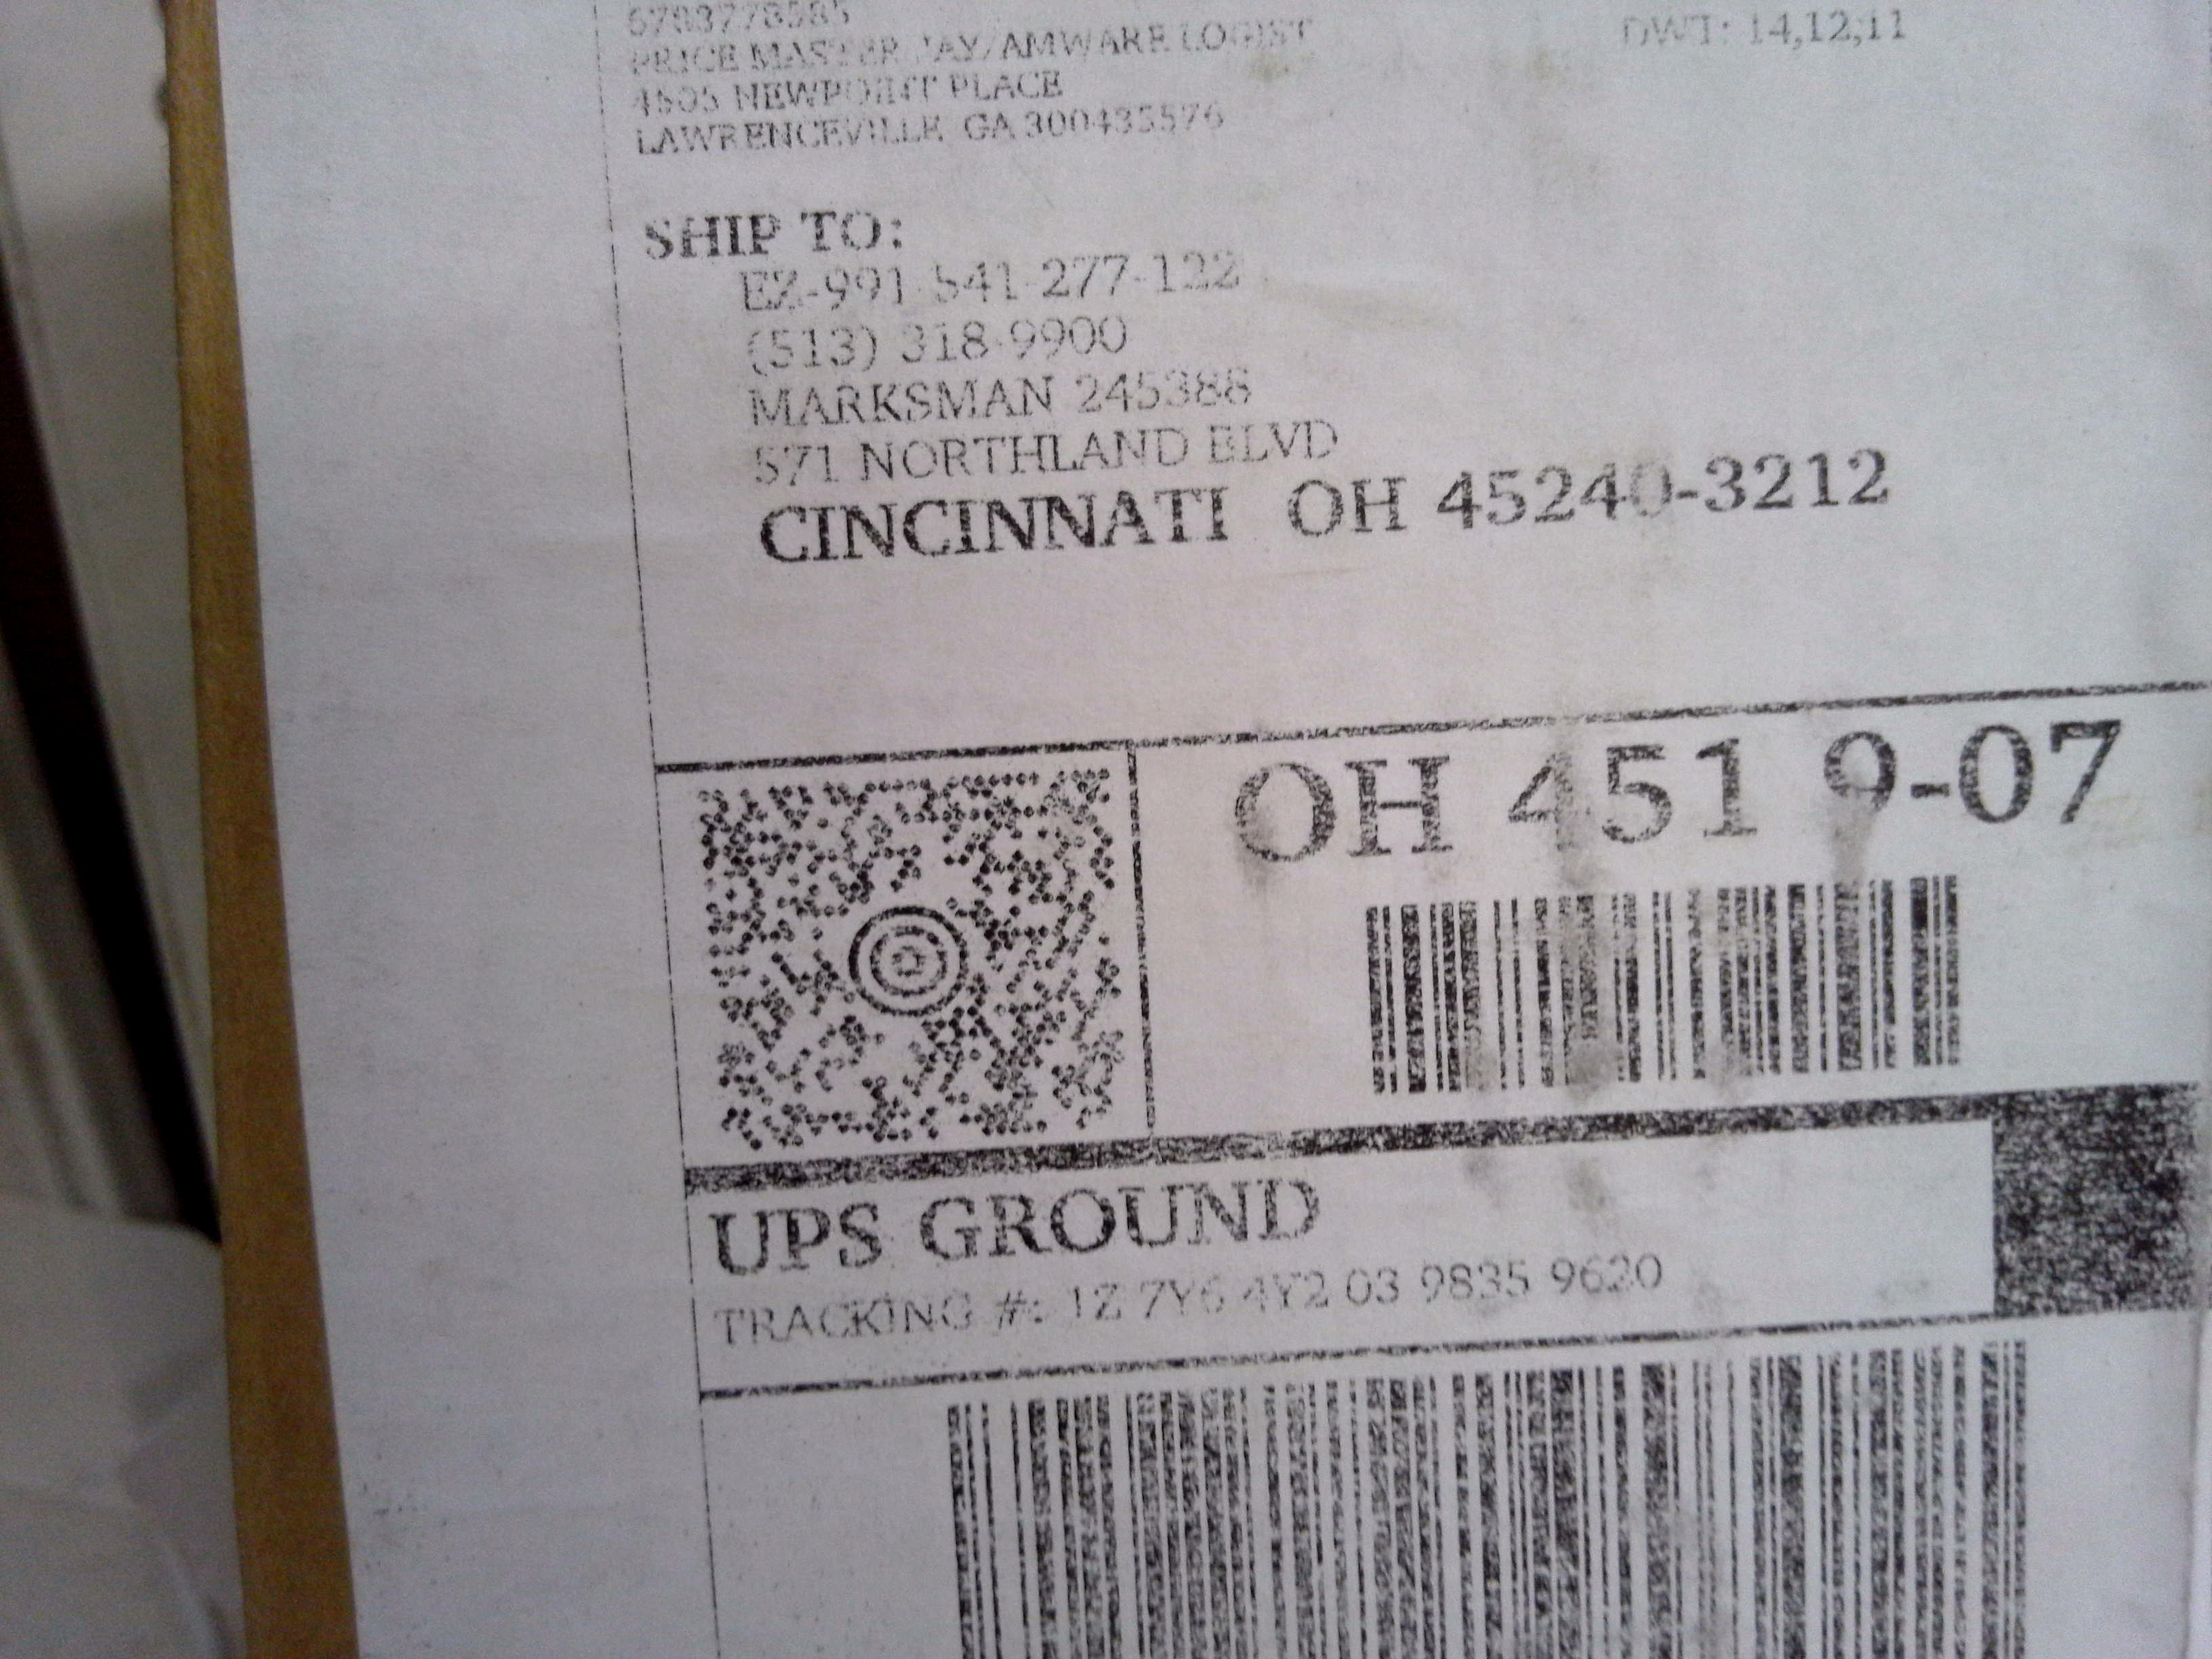 6783778585
PRICE MASTER JAY/AMWARE LOGIST
DWT: 14,12,11
4505 NEWPOINT PLACE
LAWRENCEVILLE GA 300435576
SHIP TO:
EZ-991-541-277-122
(513) 318-9900
MARKSMAN 245388
571 NORTHLAND BLVD
CINCINNATI OH 45240-3212
OH 451 9-07
UPS GROUND
TRACKING #: 1Z 7Y6 4Y2 03 9835 9620